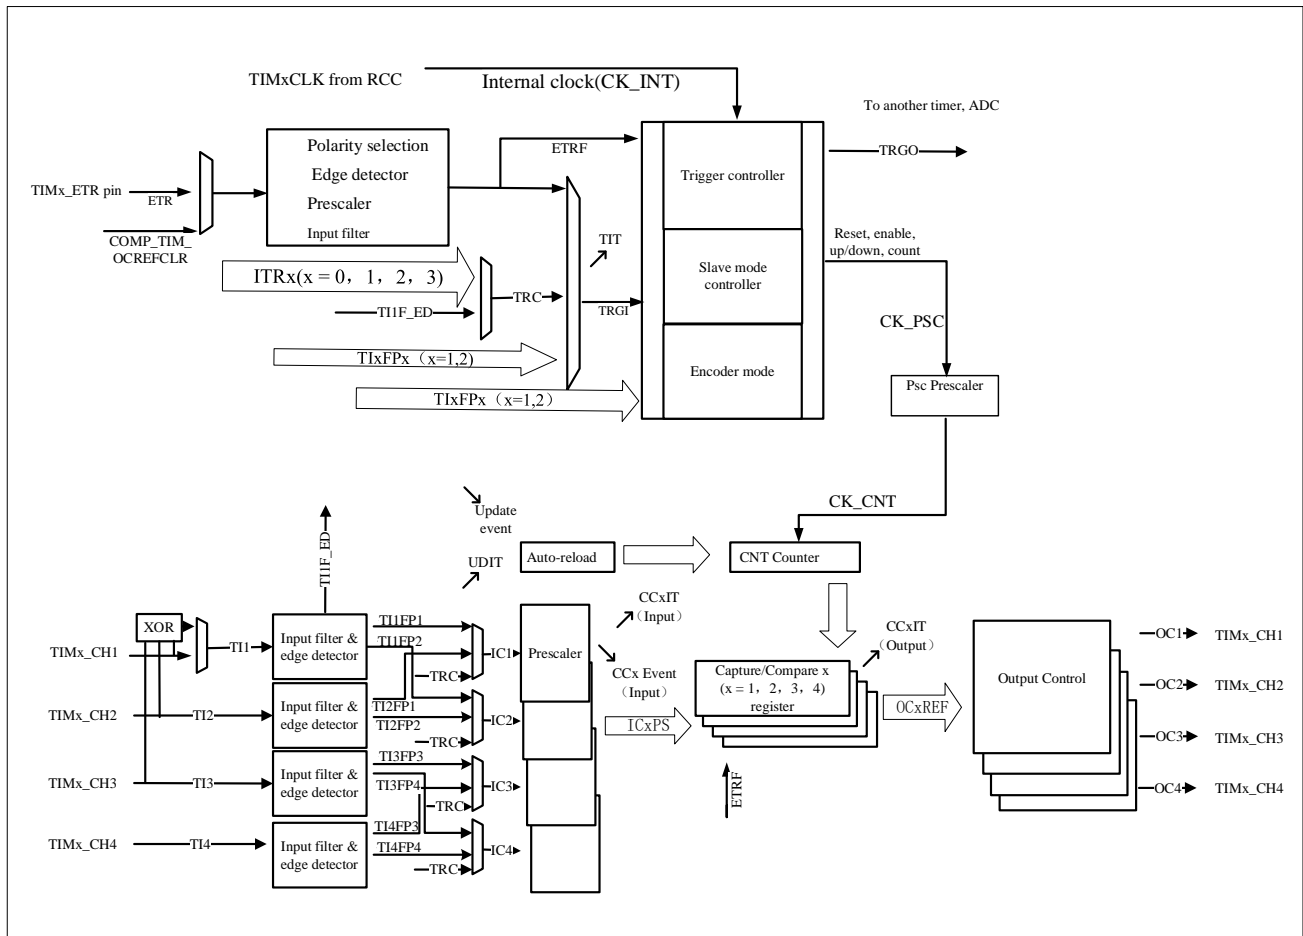 TIMxCLK from RCC
Internal clock(CK_INT)
To another timer, ADC
Polarity selection
Edge detector
Prescaler
Input filter
ETRF
Trigger controller
TRGO
TIMx_ETR pin
ETR
COMP_TIM_
OCREFCLR
TIT
Reset, enable,
up/down, count
ITRx(x = 0，1，2，3)
TRC
TRGI
Slave mode
controller
TI1F_ED
CK_PSC
TIxFPx（x=1,2)
Encoder mode
Psc Prescaler
TIxFPx（x=1,2）
CK_CNT
Update
event
TI1F_ED
UDIT
Auto-reload
CNT Counter
CCxIT
（Input）
XOR
TIMx_CH1
TI1
Input filter &
edge detector
TI1FP1
TI1FP2
TRC
IC1
Prescaler
CCx Event
（Input）
Capture/Compare x
(x = 1，2，3，4)
register
CCxIT
（Output）
Output Control
OC1
TIMx_CH1
TIMx_CH2
TI2
Input filter &
edge detector
TI2FP1
TI2FP2
TRC
IC2
ICxPS
OCxREF
OC2
TIMx_CH2
TIMx_CH3
TI3
Input filter &
edge detector
TI3FP3
TI3FP4
TRC
IC3
ETRF
OC3
TIMx_CH3
TIMx_CH4
TI4
Input filter &
edge detector
TI4FP3
TI4FP4
TRC
IC4
OC4
TIMx_CH4